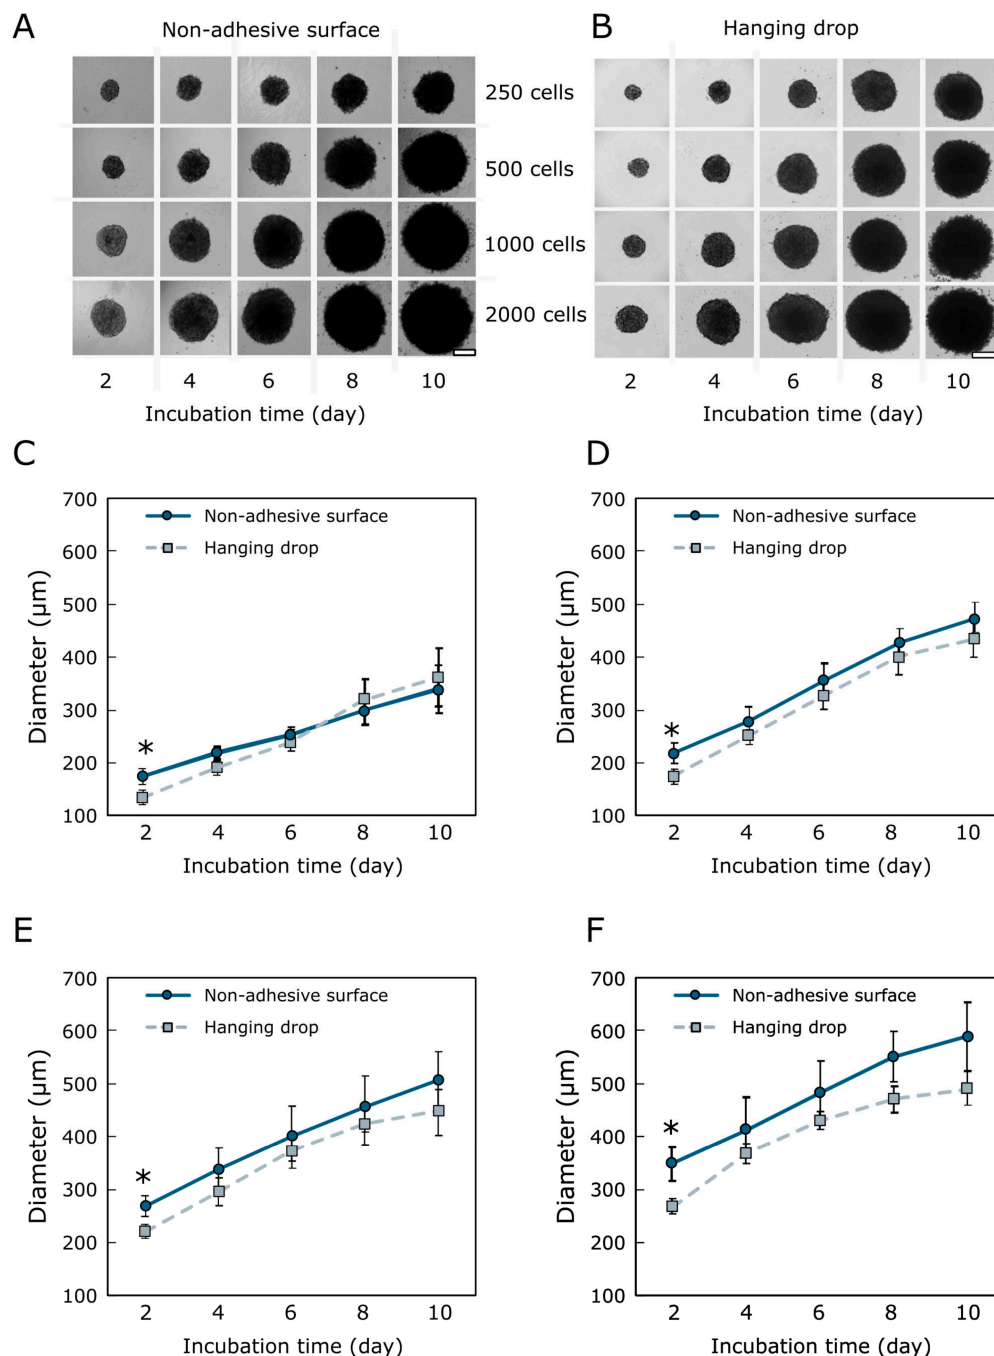 A
Non-adhesive surface
B
Hanging drop
250 cells
500 cells
1000 cells
2000 cells
2 4 6 8 10
Incubation time (day)
2 4 6 8 10
Incubation time (day)
C
700
600
500
400
300
200
100
Diameter (µm)
Non-adhesive surface
Hanging drop
*
2 4 6 8 10
Incubation time (day)
D
700
600
500
400
300
200
100
Diameter (µm)
Non-adhesive surface
Hanging drop
*
2 4 6 8 10
Incubation time (day)
E
700
600
500
400
300
200
100
Diameter (µm)
Non-adhesive surface
Hanging drop
*
2 4 6 8 10
Incubation time (day)
F
700
600
500
400
300
200
100
Diameter (µm)
Non-adhesive surface
Hanging drop
*
2 4 6 8 10
Incubation time (day)